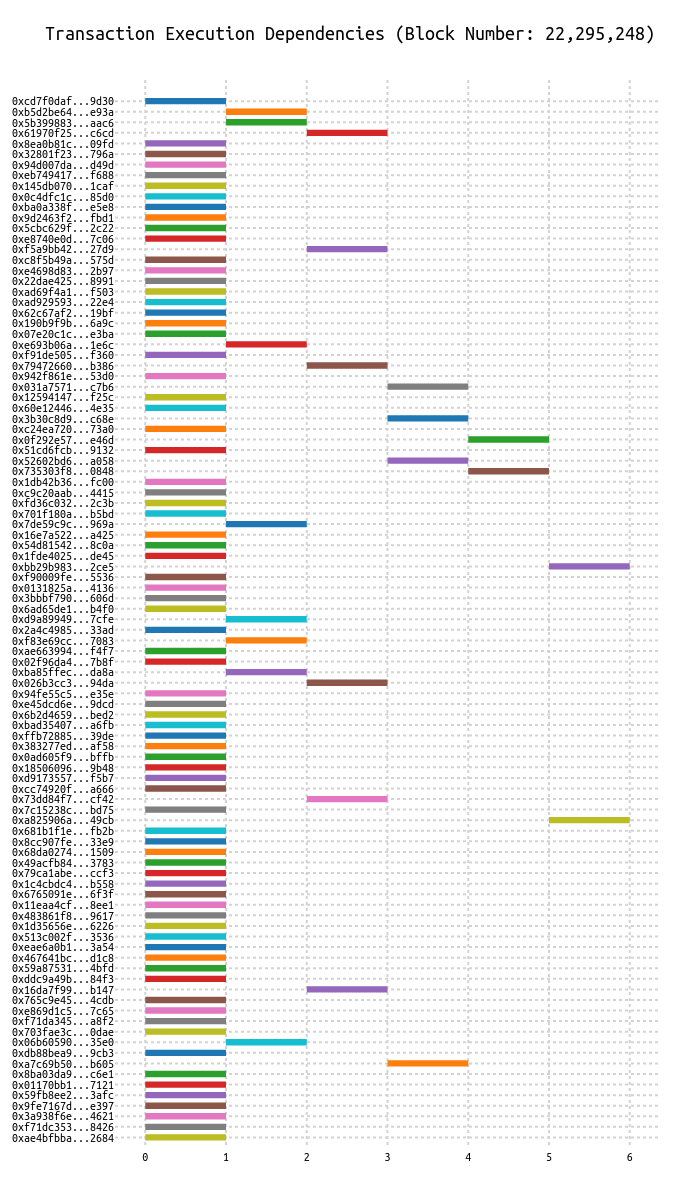 Transaction Execution Dependencies (Block Number: 22,295,248)
0xcd7f0daf...9d30
0xb5d2be64...e93a
0x5b399883...aac6
0x61970f25...c6cd
0x8ea0b81c...09fd
0x32801f23...796a
0x94d007da...d49d
0xeb749417...f688
0x145db070...1caf
0x0c4dfc1c...85d0
0xba0a338f...e5e8
0x9d2463f2...fbd1
0x5cbc629f...2c22
0xe8740e0d...7c06
0xf5a9bb42...27d9
0xc8f5b49a...575d
0xe4698d83...2b97
0x22dae425...8991
0xad69f4a1...f503
0xad929593...22e4
0x62c67af2...19bf
0x190b9f9b...6a9c
0x07e20c1c...e3ba
0xe693b06a...1e6c
0xf91de505...f360
0x79472660...b386
0x942f861e...53d0
0x031a7571...c7b6
0x12594147...f25c
0x60e12446...4e35
0x3b30c8d9...c68e
0xc24ea720...73a0
0x0f292e57...e46d
0x51cd6fcb...9132
0x52602bd6...a058
0x735303f8...0848
0x1db42b36...fc00
0xc9c20aab...4415
0xfd36c032...2c3b
0x701f180a...b5bd
0x7de59c9c...969a
0x16e7a522...a425
0x54d81542...8c0a
0x1fde4025...de45
0xbb29b983...2ce5
0xf90009fe...5536
0x0131825a...4136
0x3bbbf790...606d
0x6ad65de1...b4f0
0xd9a89949...7cfe
0x2a4c4985...33ad
0xf83e69cc...7083
0xae663994...f4f7
0x02f96da4...7b8f
0xba85ffec...da8a
0x026b3cc3...94da
0x94fe55c5...e35e
0xe45dcd6e...9dcd
0x6b2d4659...bed2
0xbad35407...a6fb
0xffb72885...39de
0x383277ed...af58
0x0ad605f9...bffb
0x18506096...9b48
0xd9173557...f5b7
0xcc74920f...a666
0x73dd84f7...cf42
0x7c15238c...bd75
0xa825906a...49cb
0x681b1f1e...fb2b
0x8cc907fe...33e9
0x68da0274...1509
0x49acfb84...3783
0x79ca1abe...ccf3
0x1c4cbdc4...b558
0x6765091e...6f3f
0x11eaa4cf...8ee1
0x483861f8...9617
0x1d35656e...6226
0x513c002f...3536
0xeae6a0b1...3a54
0x467641bc...d1c8
0x59a87531...4bfd
0xddc9a49b...84f3
0x16da7f99...b147
0x765c9e45...4cdb
0xe869d1c5...7c65
0xf71da345...a8f2
0x703fae3c...0dae
0x06b60590...35e0
0xdb88bea9...9cb3
0xa7c69b50...b605
0x8ba03da9...c6e1
0x01170bb1...7121
0x59fb8ee2...3afc
0x9fe7167d...e397
0x3a938f6e...4621
0xf71dc353...8426
0xae4bfbba...2684
0 1 2 3 4 5 6